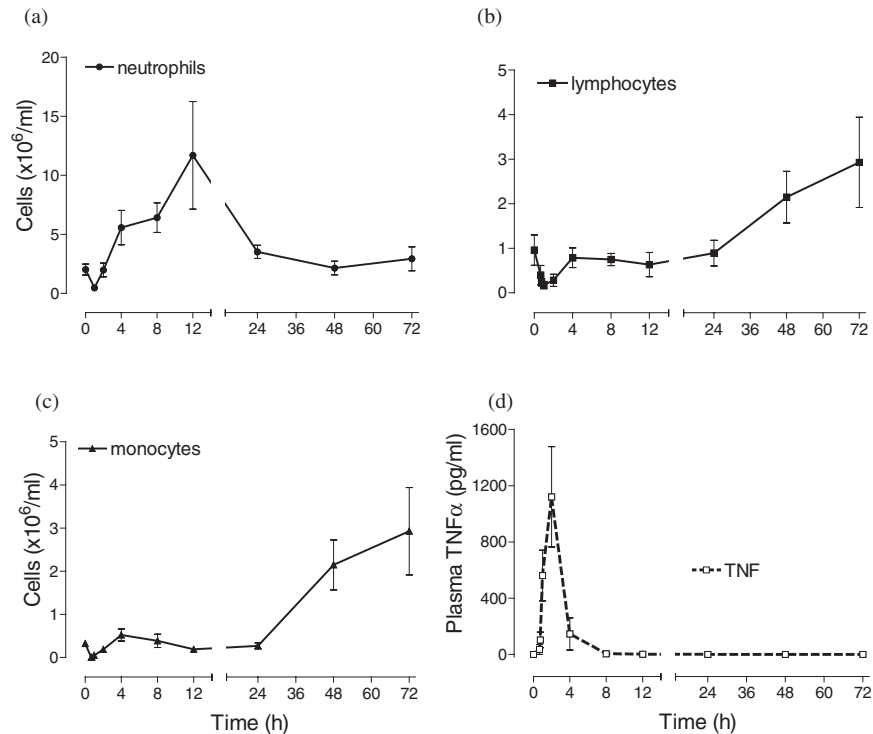 (a)
neutrophils
Cells (x10⁶/ml)
20
15
10
5
0
0 4 8 12 24 36 48 60 72
(b)
lymphocytes
5
4
3
2
1
0
0 4 8 12 24 36 48 60 72
(c)
monocytes
Cells (x10⁶/ml)
5
4
3
2
1
0
0 4 8 12 24 36 48 60 72
Time (h)
(d)
TNF
Plasma TNFα (pg/ml)
1600
1200
800
400
0
0 4 8 12 24 36 48 60 72
Time (h)